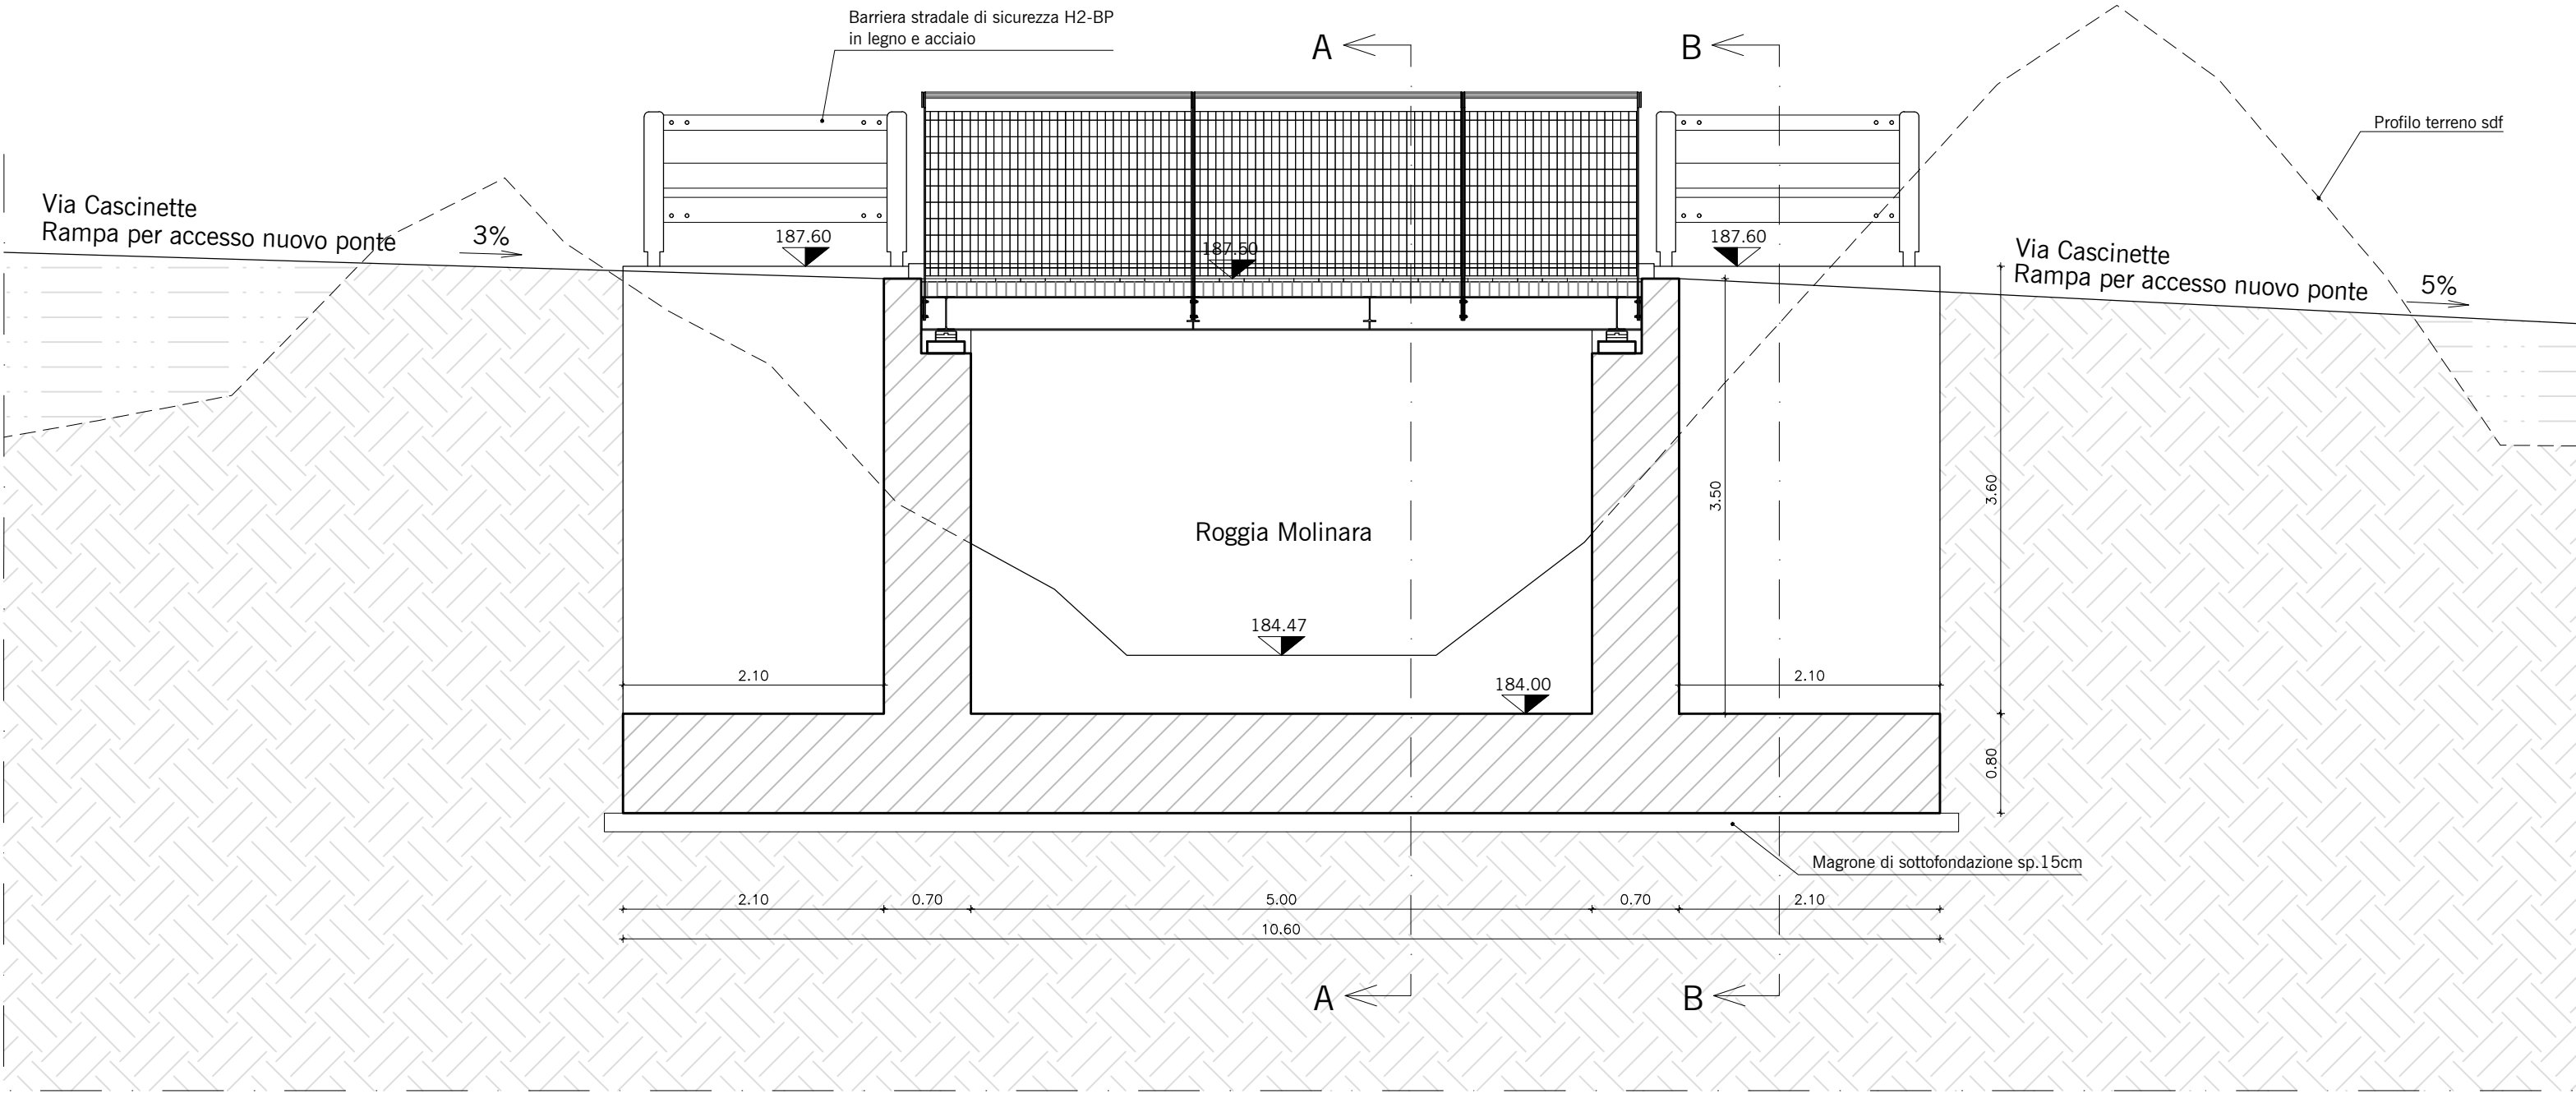 Barriera stradale di sicurezza H2-BP
in legno e acciaio
A
B
Profilo terreno sdf
Via Cascinette
Rampa per accesso nuovo ponte
3%
187.60
187.50
187.60
Via Cascinette
Rampa per accesso nuovo ponte
5%
3.50
3.60
Roggia Molinara
184.47
2.10
184.00
2.10
0.80
Magrone di sottofondazione sp.15cm
2.10
0.70
5.00
0.70
2.10
10.60
A
B